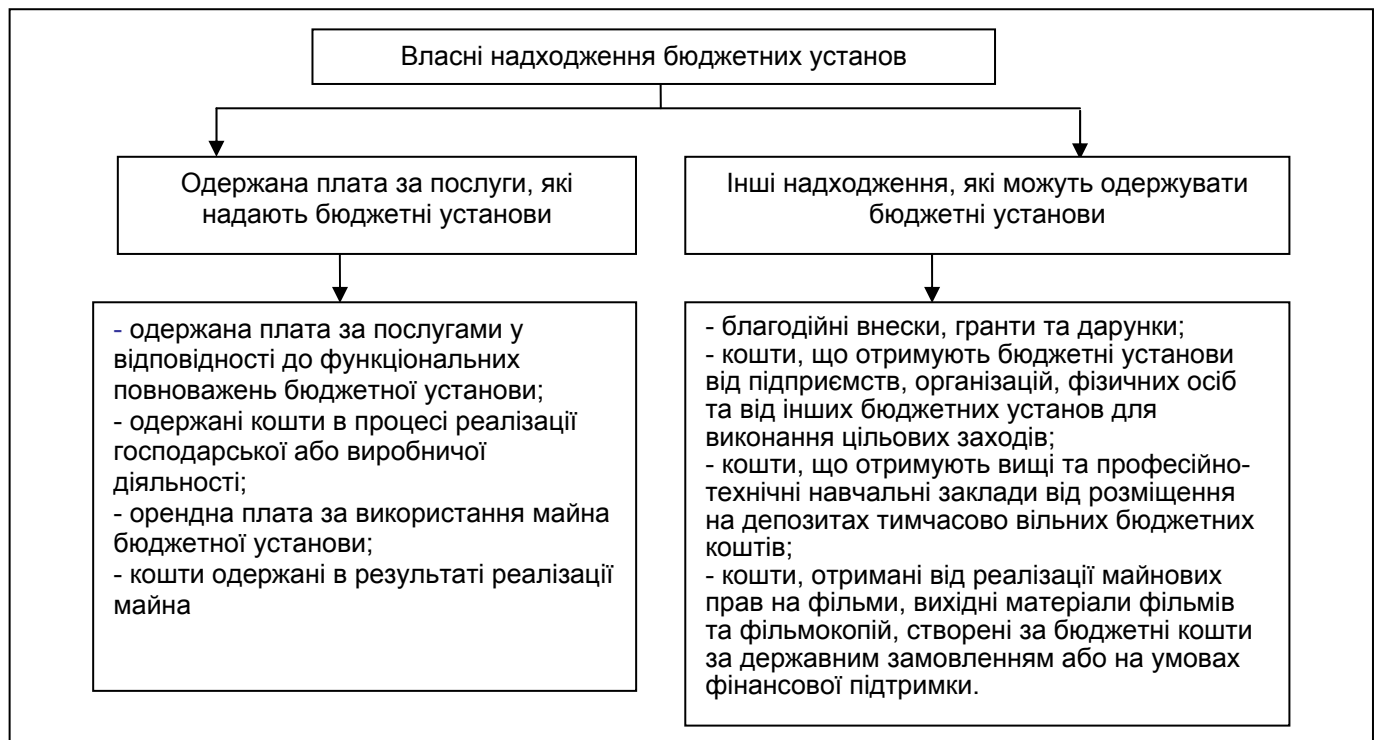 Власні надходження бюджетних установ
Одержана плата за послуги, які
надають бюджетні установи
Інші надходження, які можуть одержувати
бюджетні установи
- одержана плата за послугами у
відповідності до функціональних
повноважень бюджетної установи;
- одержані кошти в процесі реалізації
господарської або виробничої
діяльності;
- орендна плата за використання майна
бюджетної установи;
- кошти одержані в результаті реалізації
майна
- благодійні внески, гранти та дарунки;
- кошти, що отримують бюджетні установи
від підприємств, організацій, фізичних осіб
та від інших бюджетних установ для
виконання цільових заходів;
- кошти, що отримують вищі та професійно-
технічні навчальні заклади від розміщення
на депозитах тимчасово вільних бюджетних
коштів;
- кошти, отримані від реалізації майнових
прав на фільми, вихідні матеріали фільмів
та фільмокопій, створені за бюджетні кошти
за державним замовленням або на умовах
фінансової підтримки.